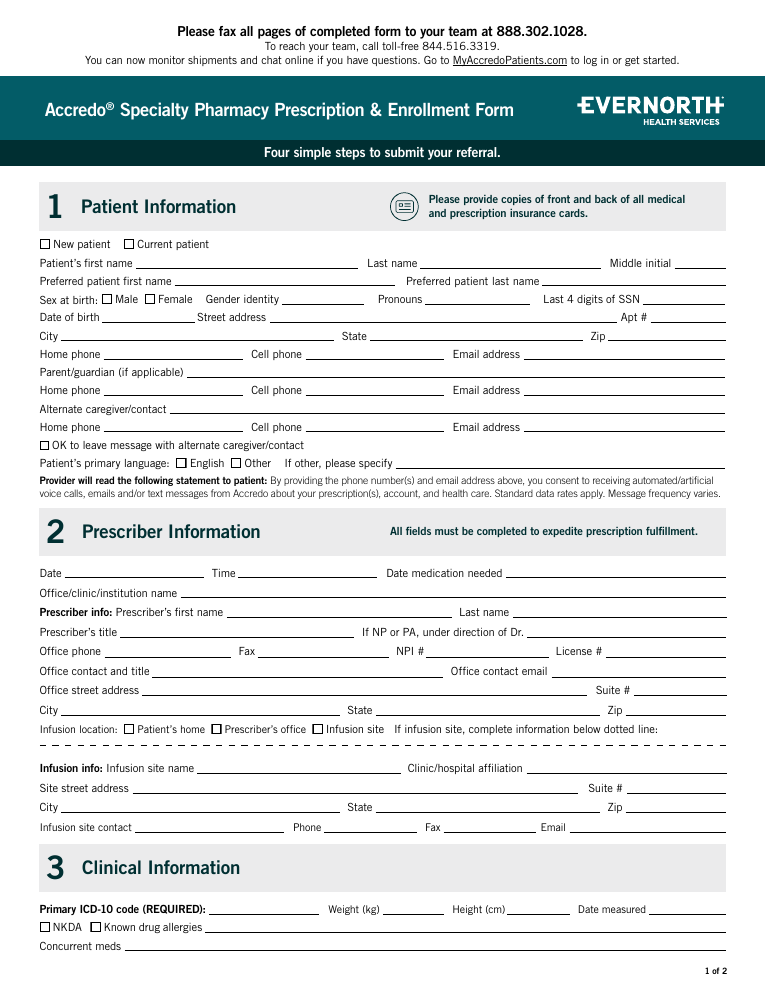 Please fax all pages of completed form to your team at 888.302.1028.
To reach your team, call toll-free 844.516.3319.
You can now monitor shipments and chat online if you have questions. Go to MyAccredoPatients.com to log in or get started.
Accredo® Specialty Pharmacy Prescription & Enrollment Form
EVERNORTH
HEALTH SERVICES
Four simple steps to submit your referral.
1 Patient Information
Please provide copies of front and back of all medical
and prescription insurance cards.
New patient Current patient
Patient's first name Last name Middle initial
Preferred patient first name Preferred patient last name
Sex at birth: Male Female Gender identity Pronouns Last 4 digits of SSN
Date of birth Street address Apt #
City State Zip
Home phone Cell phone Email address
Parent/guardian (if applicable)
Home phone Cell phone Email address
Alternate caregiver/contact
Home phone Cell phone Email address
OK to leave message with alternate caregiver/contact
Patient's primary language: English Other If other, please specify
Provider will read the following statement to patient: By providing the phone number(s) and email address above, you consent to receiving automated/artificial
voice calls, emails and/or text messages from Accredo about your prescription(s), account, and health care. Standard data rates apply. Message frequency varies.
2 Prescriber Information
All fields must be completed to expedite prescription fulfillment.
Date Time Date medication needed
Office/clinic/institution name
Prescriber info: Prescriber's first name Last name
Prescriber's title If NP or PA, under direction of Dr.
Office phone Fax NPI # License #
Office contact and title Office contact email
Office street address Suite #
City State Zip
Infusion location: Patient's home Prescriber's office Infusion site If infusion site, complete information below dotted line:
Infusion info: Infusion site name Clinic/hospital affiliation
Site street address Suite #
City State Zip
Infusion site contact Phone Fax Email
3 Clinical Information
Primary ICD-10 code (REQUIRED): Weight (kg) Height (cm) Date measured
NKDA Known drug allergies
Concurrent meds
1 of 2